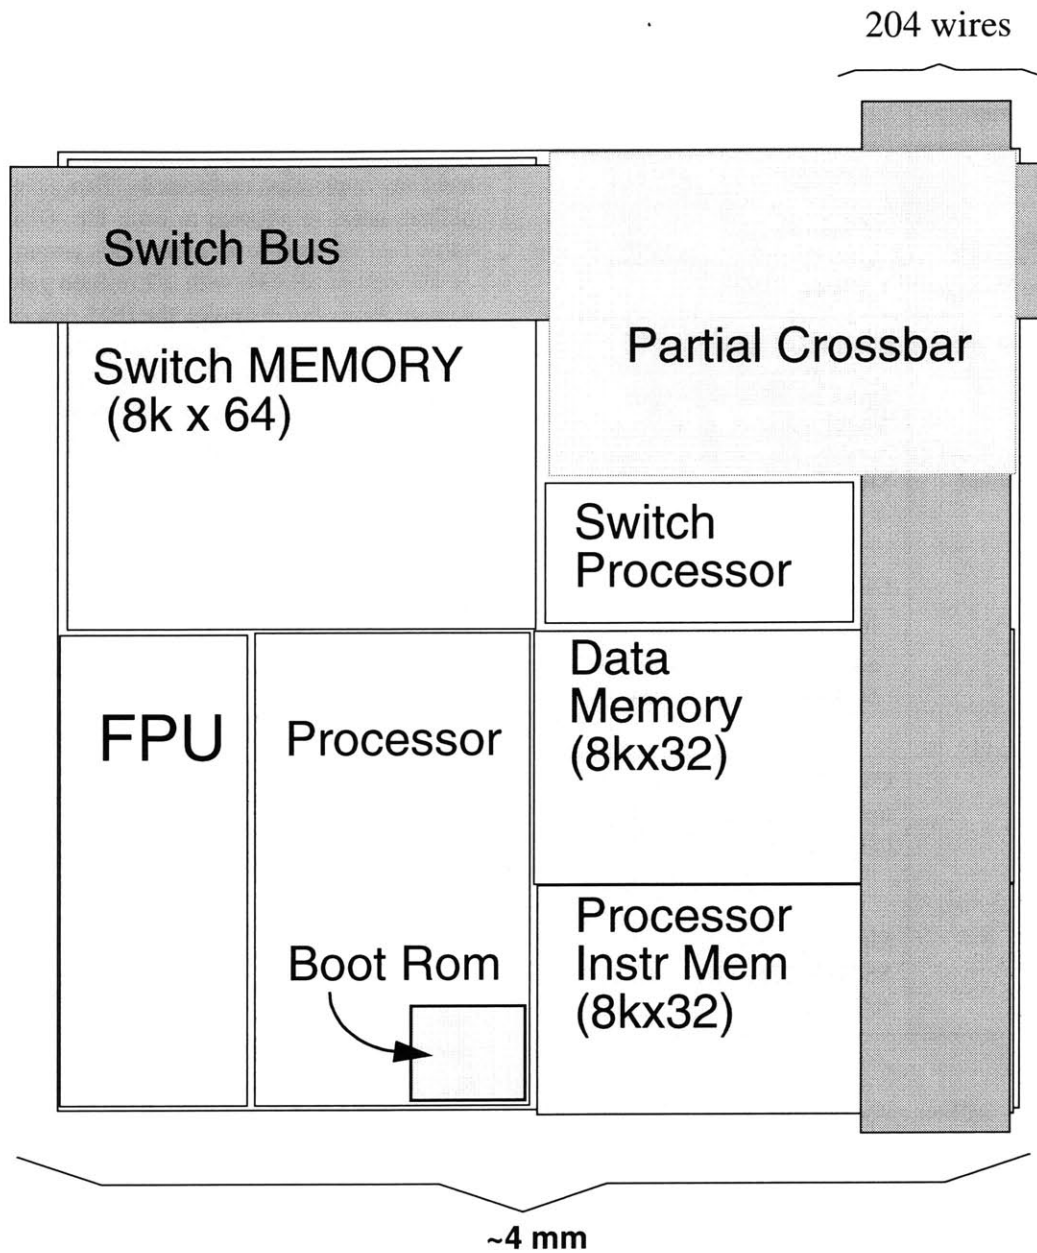 204 wires
Switch Bus
Partial Crossbar
Switch MEMORY
(8k x 64)
Switch
Processor
Data
Memory
(8kx32)
FPU
Processor
Processor
Instr Mem
(8kx32)
Boot Rom
~4 mm